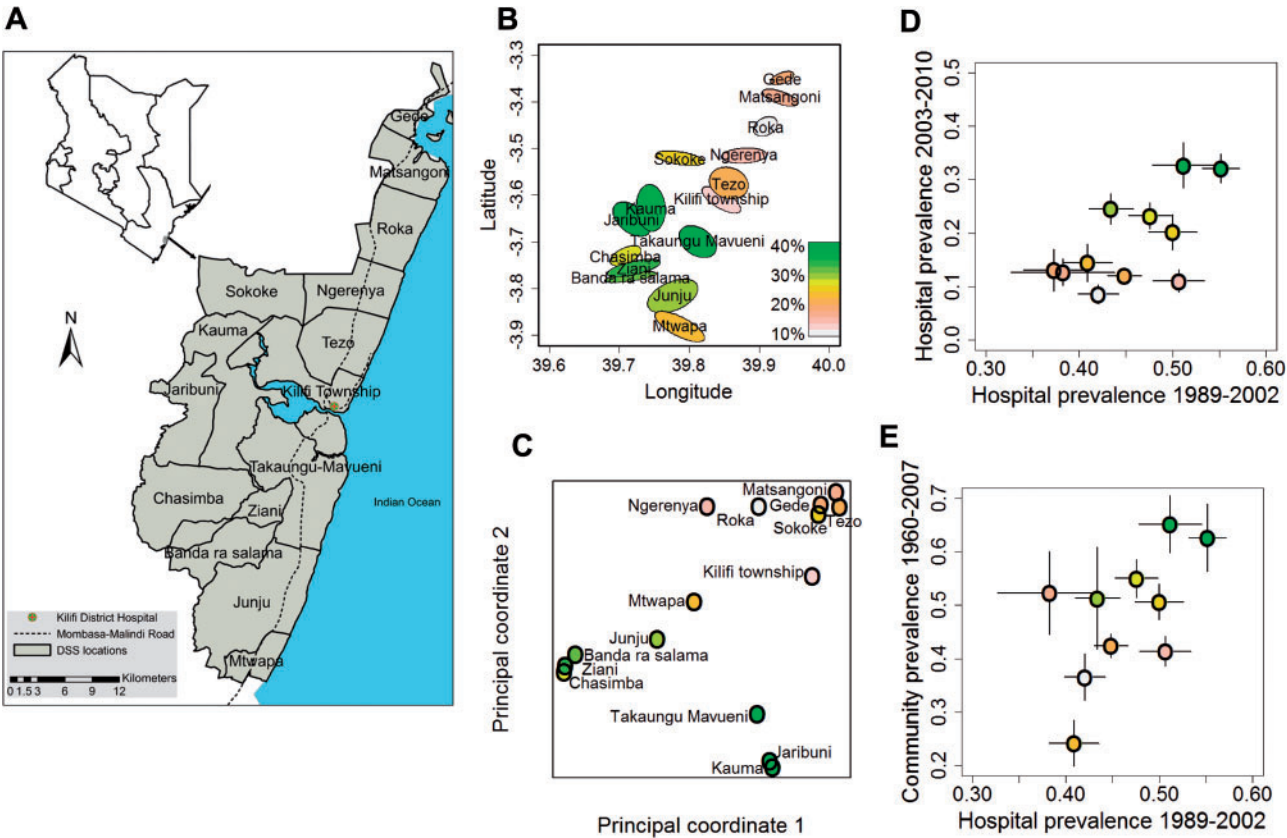 A
Gede
Matsangoni
Roka
Sokoke
Ngerenya
Kauma
Tezo
N
Jaribuni
Kilifi Township
Takaungu-Mavueni
Chasimba
Ziani
Indian Ocean
Banda ra salama
Junju
Mtwapa
Kilifi District Hospital
Mombasa-Malindi Road
DSS locations
Kilometers
0 1.5 3 6 9 12
B
-3.3
-3.4
-3.5
-3.6
-3.7
-3.8
-3.9
Latitude
Gede
Matsangoni
Roka
Sokoke
Ngerenya
Tezo
Kilifi township
Kauma
Jaribuni
Takaungu Mavueni
Chasimba
Ziani
Banda ra salama
Junju
Mtwapa
40%
30%
20%
10%
39.6 39.7 39.8 39.9 40.0
Longitude
C
Matsangoni
Ngerenya
Gede
Roka
Tezo
Sokoke
Kilifi township
Mtwapa
Junju
Banda ra salama
Ziani
Chasimba
Takaungu Mavueni
Jaribuni
Kauma
Principal coordinate 2
Principal coordinate 1
D
Hospital prevalence 2003-2010
0.5
0.4
0.3
0.2
0.1
0.0
0.30 0.40 0.50 0.60
Hospital prevalence 1989-2002
E
Community prevalence 1960-2007
0.7
0.6
0.5
0.4
0.3
0.2
0.30 0.40 0.50 0.60
Hospital prevalence 1989-2002